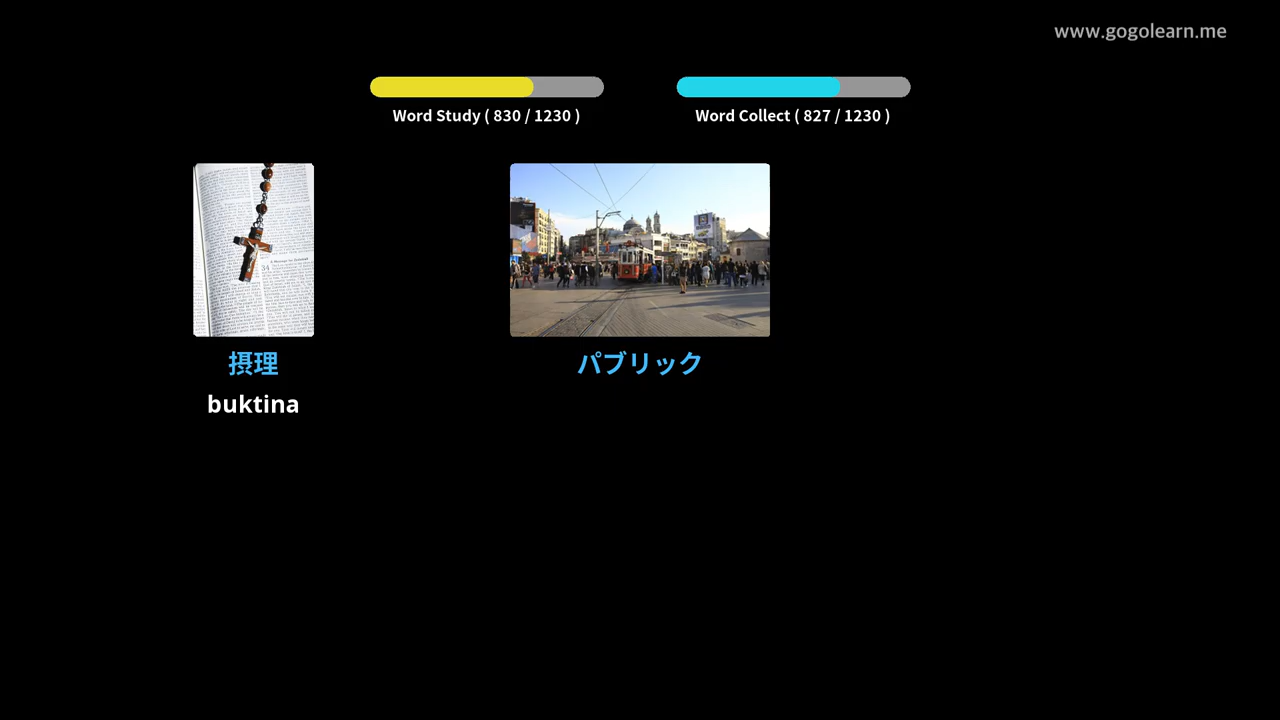 www.gogolearn.me
Word Study ( 830 / 1230 )
Word Collect ( 827 / 1230 )
摂理
パブリック
buktina